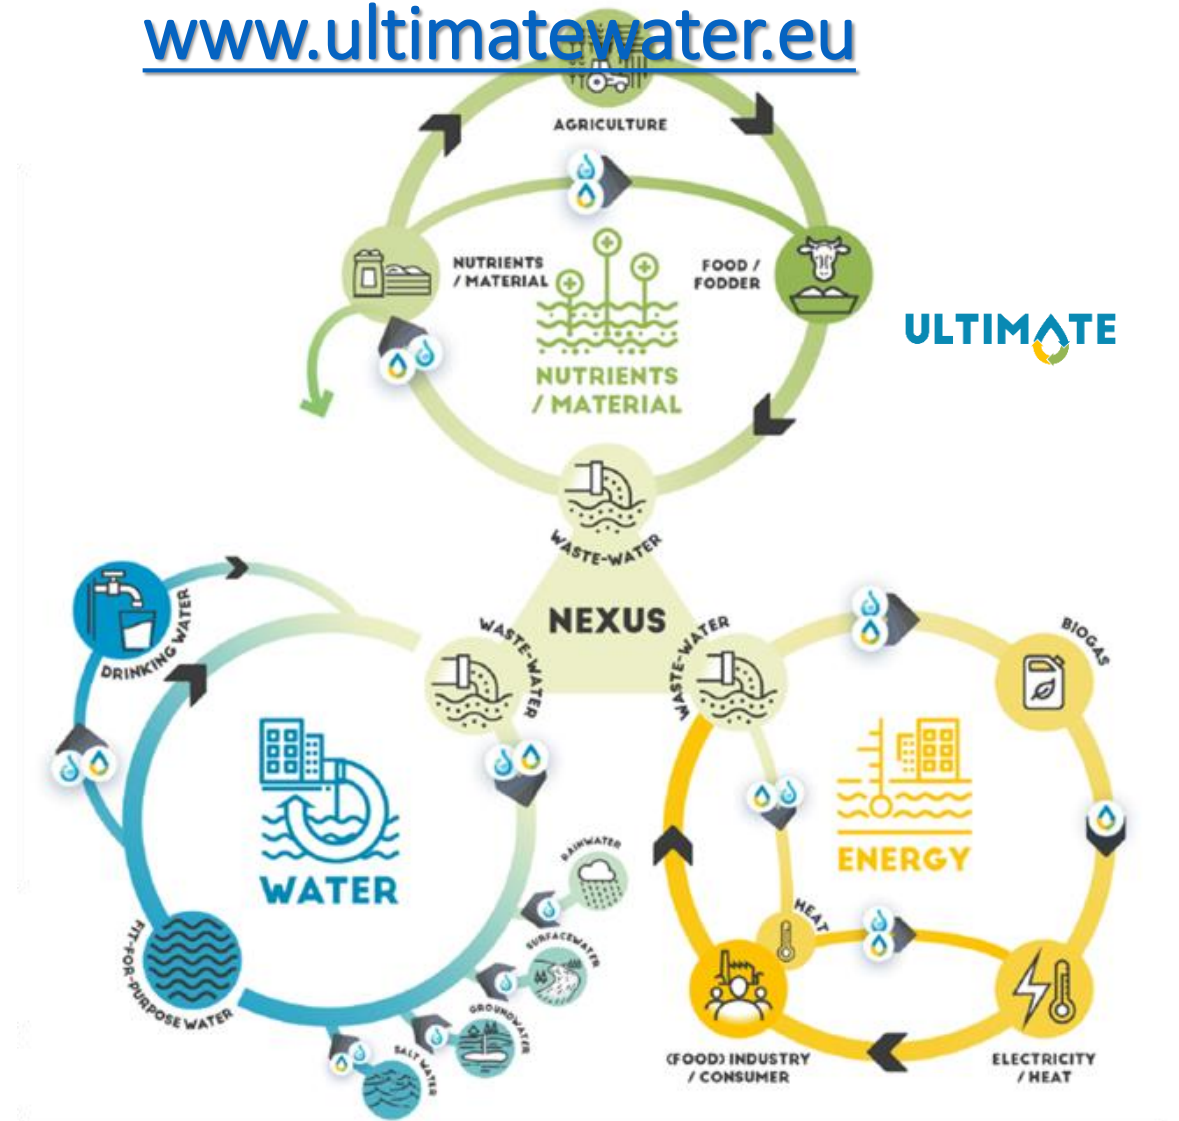 www.ultimatewater.eu
AGRICULTURE
NUTRIENTS
/ MATERIAL
FOOD /
FODDER
ULTIMATE
NUTRIENTS
/ MATERIAL
WASTE-WATER
NEXUS
WASTE-WATER
WASTE-WATER
DRINKING WATER
BIOGAS
WATER
ENERGY
RAINWATER
HEAT
SURFACEWATER
FIT-FOR-PURPOSE WATER
GROUNDWATER
SALT WATER
(FOOD) INDUSTRY
/ CONSUMER
ELECTRICITY
/ HEAT